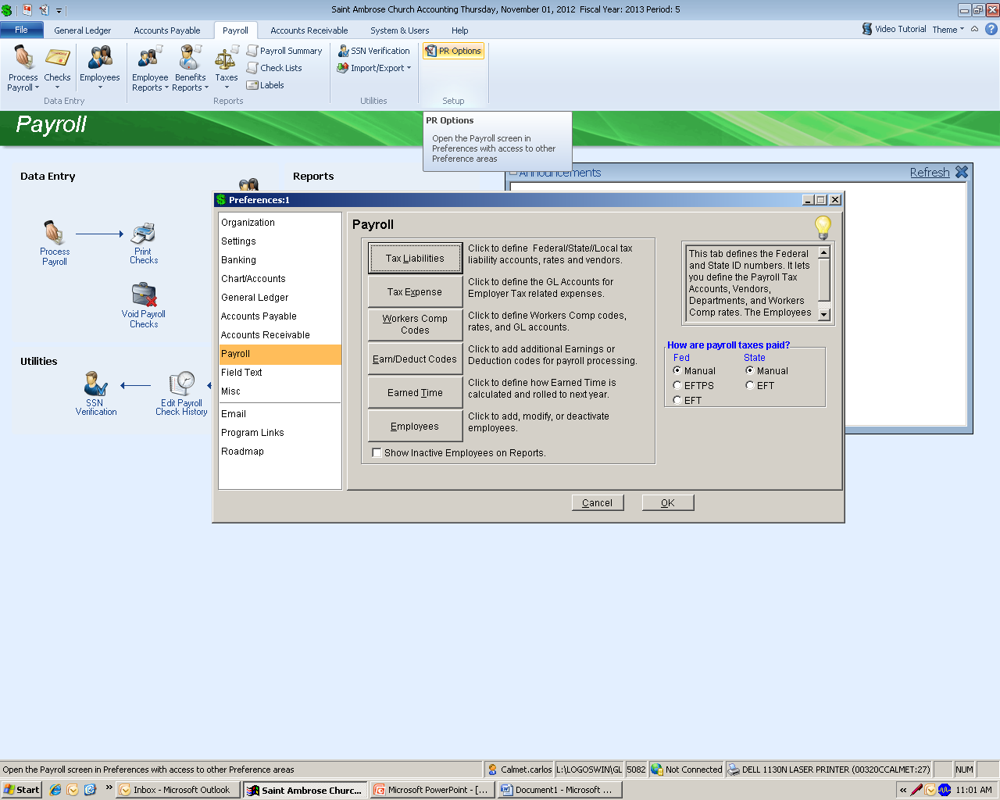 Saint Ambrose Church Accounting Thursday, November 01, 2012 Fiscal Year: 2013 Period: 5
File General Ledger Accounts Payable Payroll Accounts Receivable System & Users Help Video Tutorial Theme
Process Payroll
Checks
Employees
Data Entry
Employee Reports
Benefits Reports
Taxes
Payroll Summary
Check Lists
Labels
Reports
SSN Verification
Import/Export
Utilities
PR Options
Setup
Payroll
PR Options
Open the Payroll screen in
Preferences with access to other
Preference areas
Data Entry
Reports
Announcements Refresh
Process
Payroll
Print
Checks
Void Payroll
Checks
Utilities
SSN
Verification
Edit Payroll
Check History
Preferences:1
Organization
Settings
Banking
Chart/Accounts
General Ledger
Accounts Payable
Accounts Receivable
Payroll
Field Text
Misc
Email
Program Links
Roadmap
Payroll
Tax Liabilities
Click to define Federal/State//Local tax
liability accounts, rates and vendors.
Tax Expense
Click to define the GL Accounts for
Employer Tax related expenses.
Workers Comp
Codes
Click to define Workers Comp codes,
rates, and GL accounts.
Earn/Deduct Codes
Click to add additional Earnings or
Deduction codes for payroll processing.
Earned Time
Click to define how Earned Time is
calculated and rolled to next year.
Employees
Click to add, modify, or deactivate
employees.
Show Inactive Employees on Reports.
This tab defines the Federal
and State ID numbers. It lets
you define the Payroll Tax
Accounts, Vendors,
Departments, and Workers
Comp rates. The Employees
How are payroll taxes paid?
Fed State
Manual Manual
EFTPS EFT
EFT
Cancel OK
Open the Payroll screen in Preferences with access to other Preference areas Calmet.carlos L:\LOGOSWIN\GL 5082 Not Connected DELL 1130N LASER PRINTER (00320CCALMET:27) NUM
Start Inbox - Microsoft Outlook Saint Ambrose Churc... Microsoft PowerPoint - [... Document1 - Microsoft ... 11:01 AM